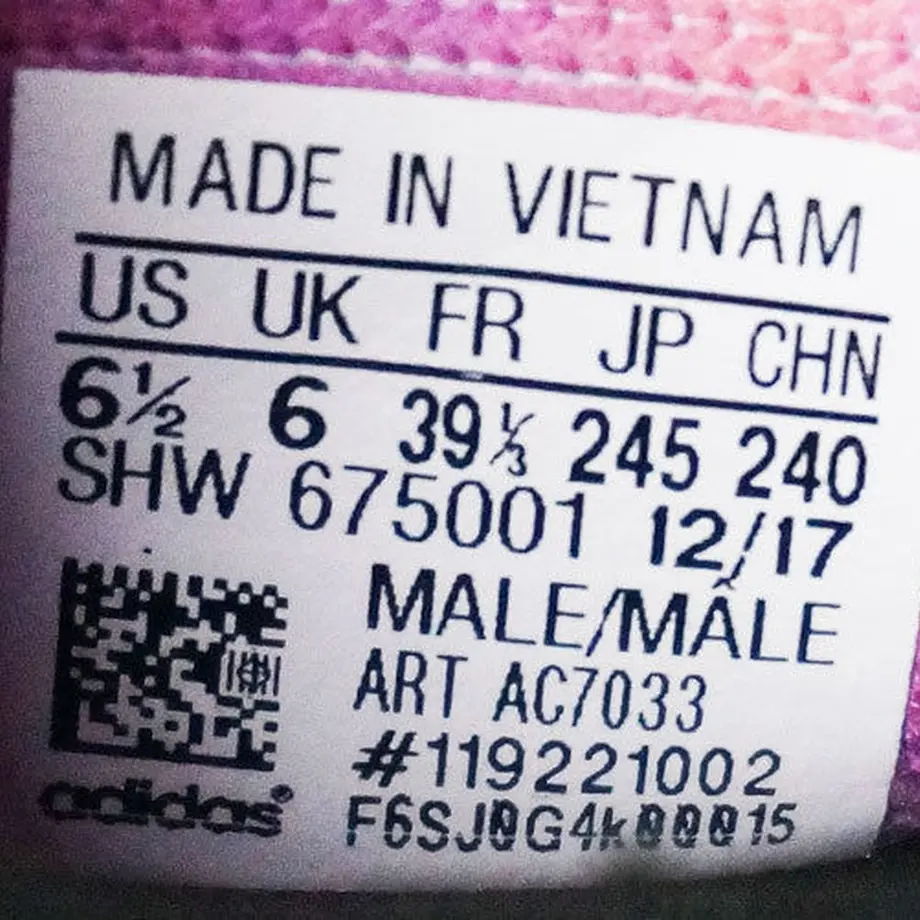 MADE IN VIETNAM
US UK FR JP CHN
6½ 6 39⅓ 245 240
SHW 675001 12/17
MALE/MÂLE
ART AC7033
#119221002
adidas®
F6SJ0G4k00015